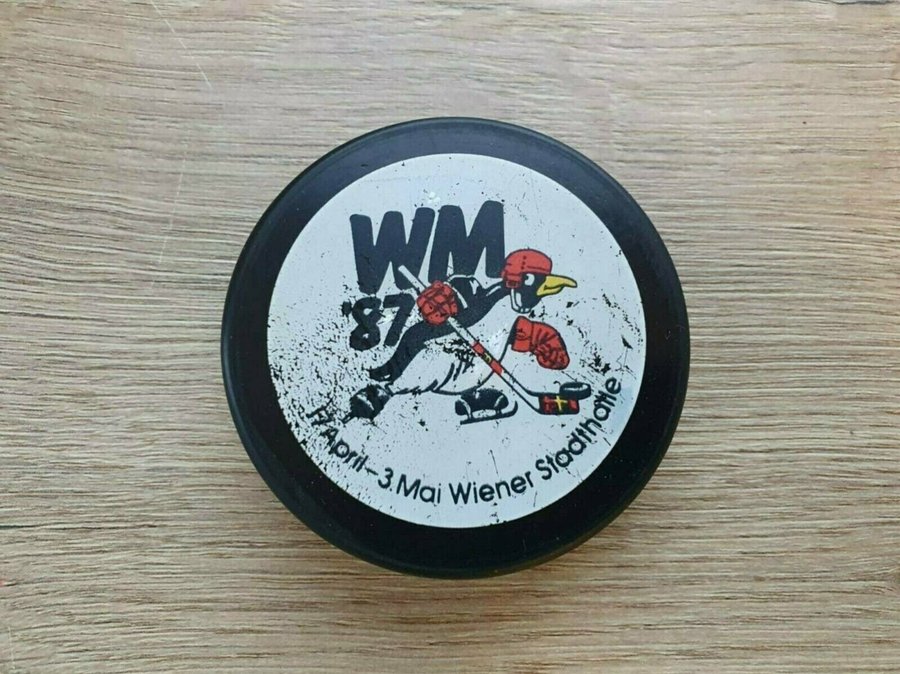 WM
'87
17. April – 3. Mai Wiener Stadthalle